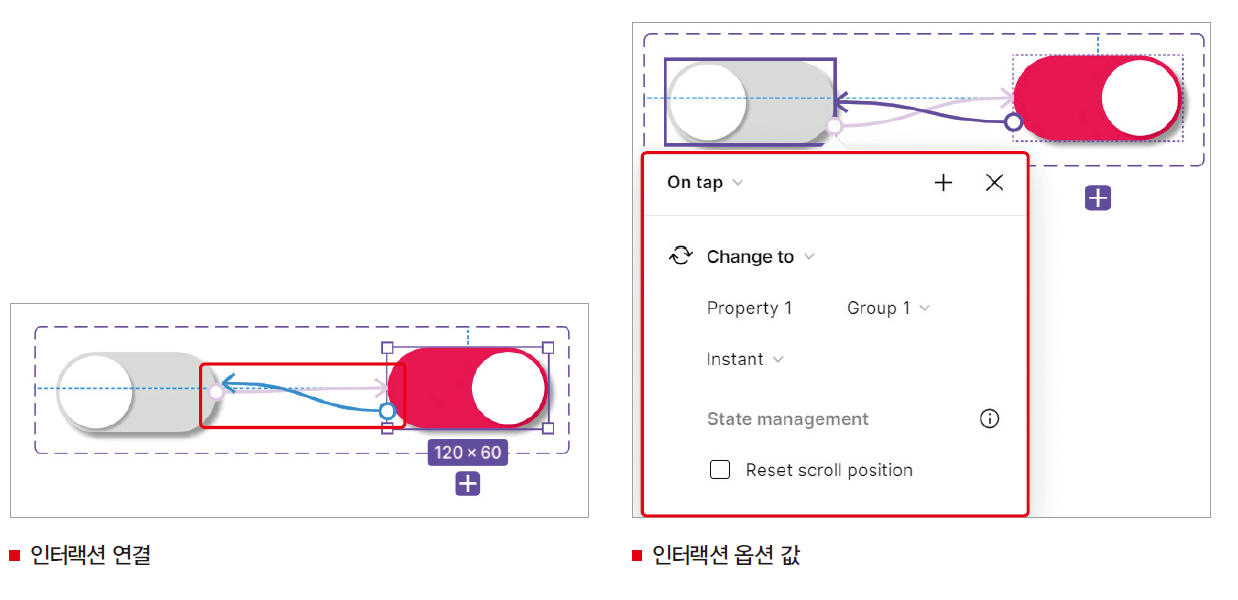 120 × 60
인터랙션 연결
On tap
Change to
Property 1 Group 1
Instant
State management
Reset scroll position
인터랙션 옵션 값